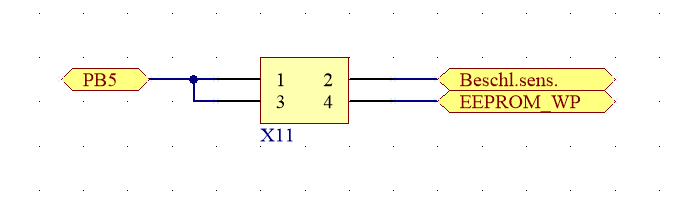 PB5
1 2
3 4
Beschl.sens.
EEPROM_WP
X11